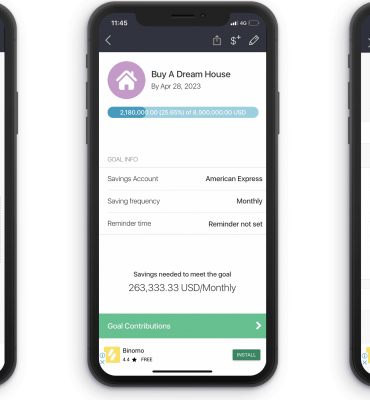 11:45
4G
Buy A Dream House
By Apr 28, 2023
2,180,000.00 (25.65%) of 8,500,000.00 USD
GOAL INFO
Savings Account American Express
Saving frequency Monthly
Reminder time Reminder not set
Savings needed to meet the goal
263,333.33 USD/Monthly
Goal Contributions
Binomo
4.4 ★ FREE
INSTALL